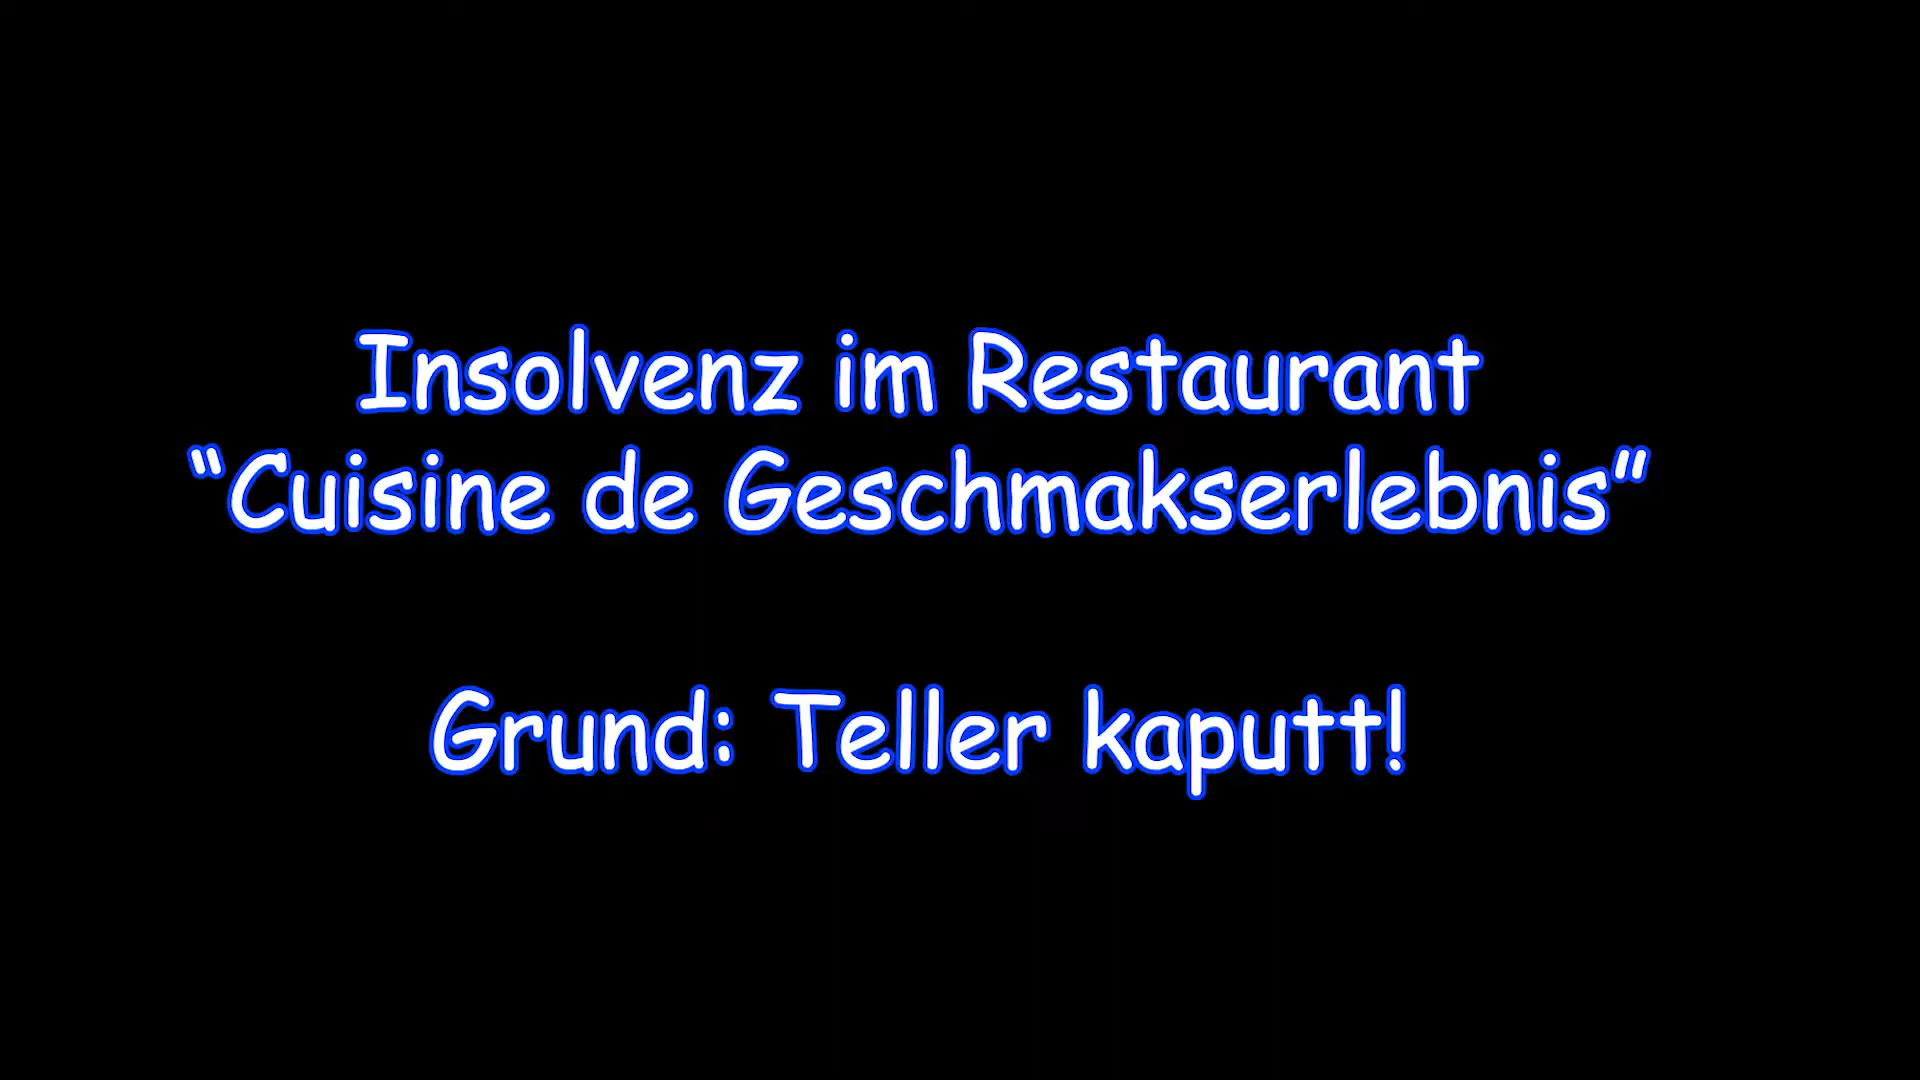 Insolvenz im Restaurant
“Cuisine de Geschmakserlebnis”
Grund: Teller kaputt!